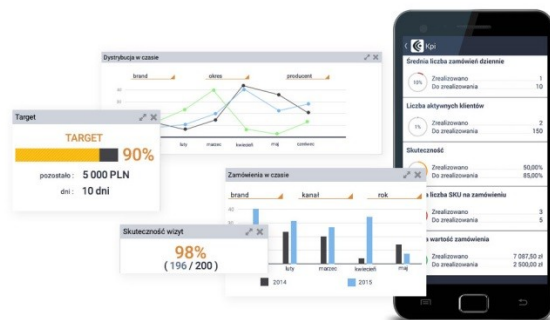 Dystrybucja w czasie
brand okres producent
luty marzec kwiecień maj czerwiec
Target
TARGET
90%
pozostało: 5 000 PLN
dni: 10 dni
Zamówienia w czasie
brand kanał rok
luty marzec kwiecień maj
2014 2015
Skuteczność wizyt
98%
(196 / 200)
Kpi
Średnia liczba zamówień dziennie
10%
Zrealizowano 1
Do zrealizowania 10
Liczba aktywnych klientów
1%
Zrealizowano 2
Do zrealizowania 150
Skuteczność
Zrealizowano 50,00%
Do zrealizowania 85,00%
liczba SKU na zamówieniu
Zrealizowano 3
Do zrealizowania 5
wartość zamówienia
Zrealizowano 7 087,50 zł
Do zrealizowania 2 500,00 zł